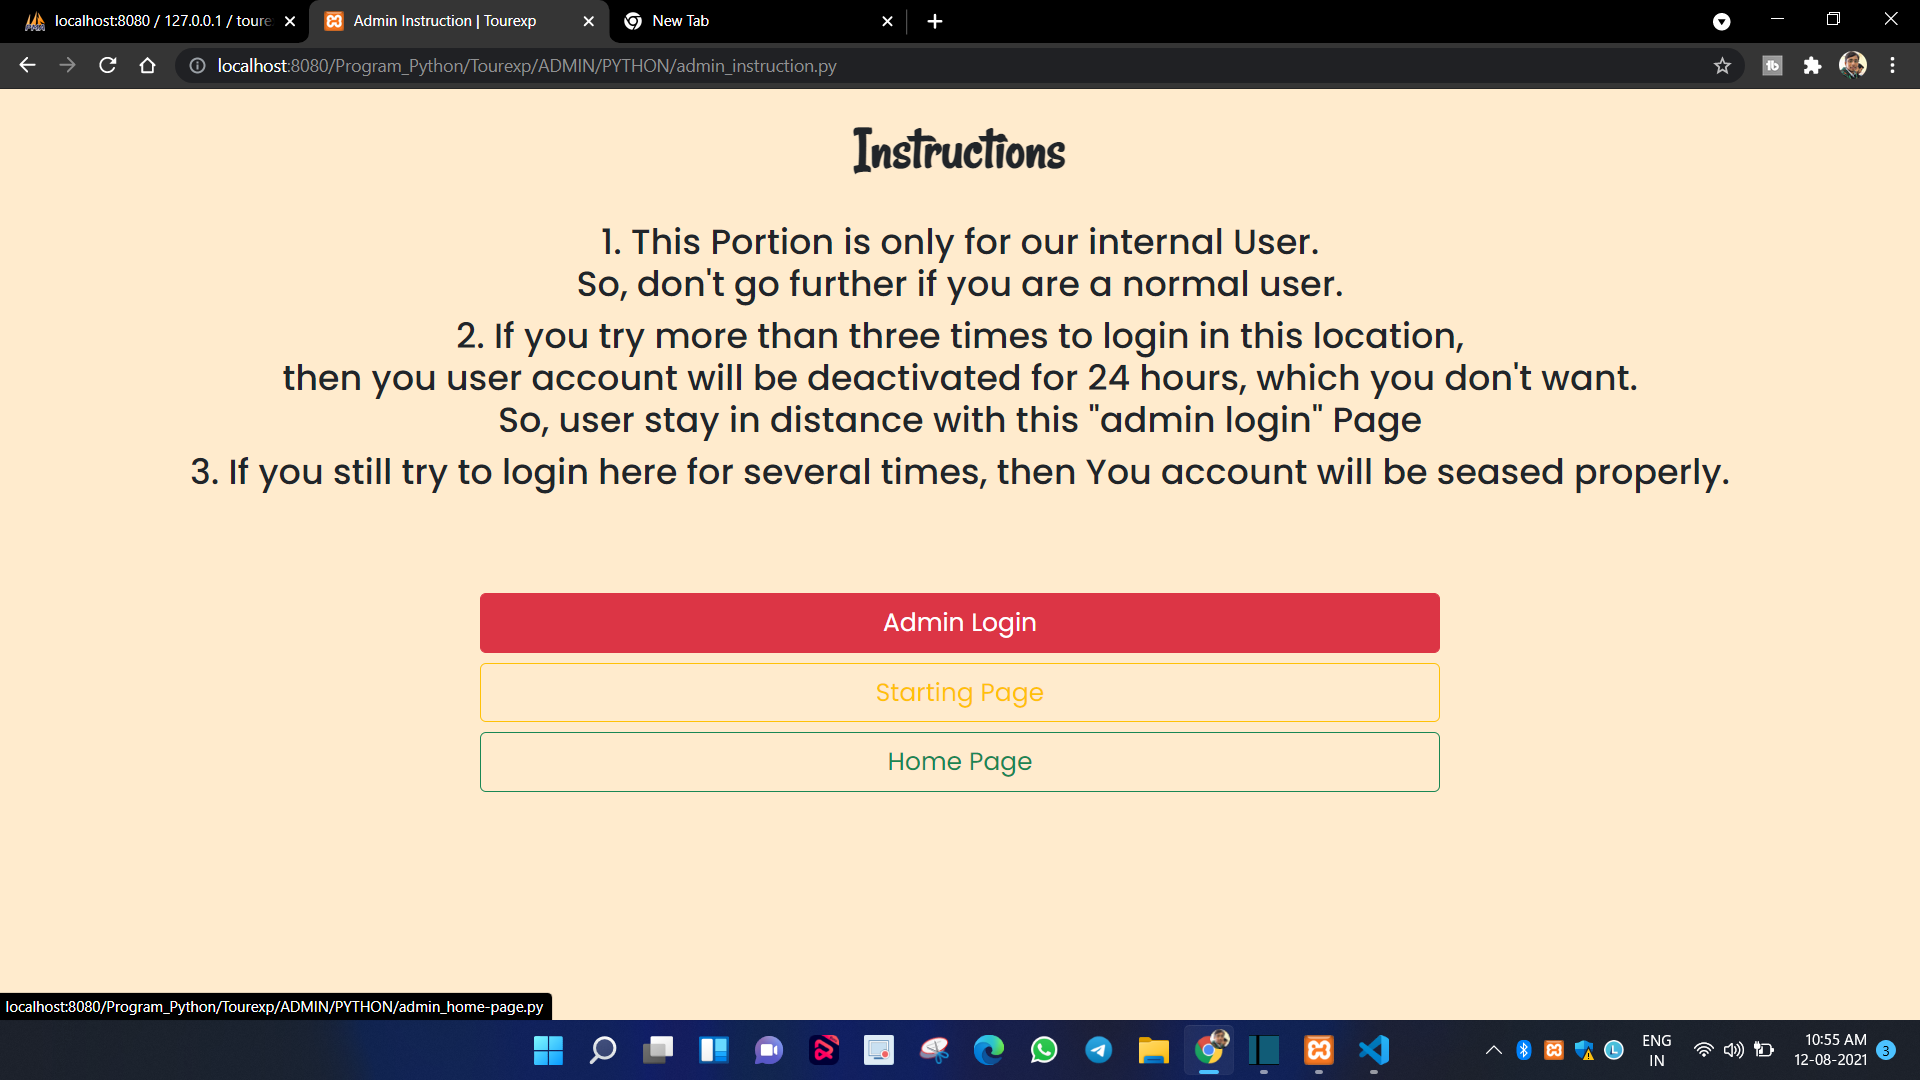 localhost:8080 / 127.0.0.1 / toure
Admin Instruction | Tourexp
New Tab
localhost:8080/Program_Python/Tourexp/ADMIN/PYTHON/admin_instruction.py
Instructions
1. This Portion is only for our internal User.
So, don't go further if you are a normal user.
2. If you try more than three times to login in this location,
then you user account will be deactivated for 24 hours, which you don't want.
So, user stay in distance with this "admin login" Page
3. If you still try to login here for several times, then You account will be seased properly.
Admin Login
Starting Page
Home Page
localhost:8080/Program_Python/Tourexp/ADMIN/PYTHON/admin_home-page.py
ENG
IN
10:55 AM
12-08-2021
3